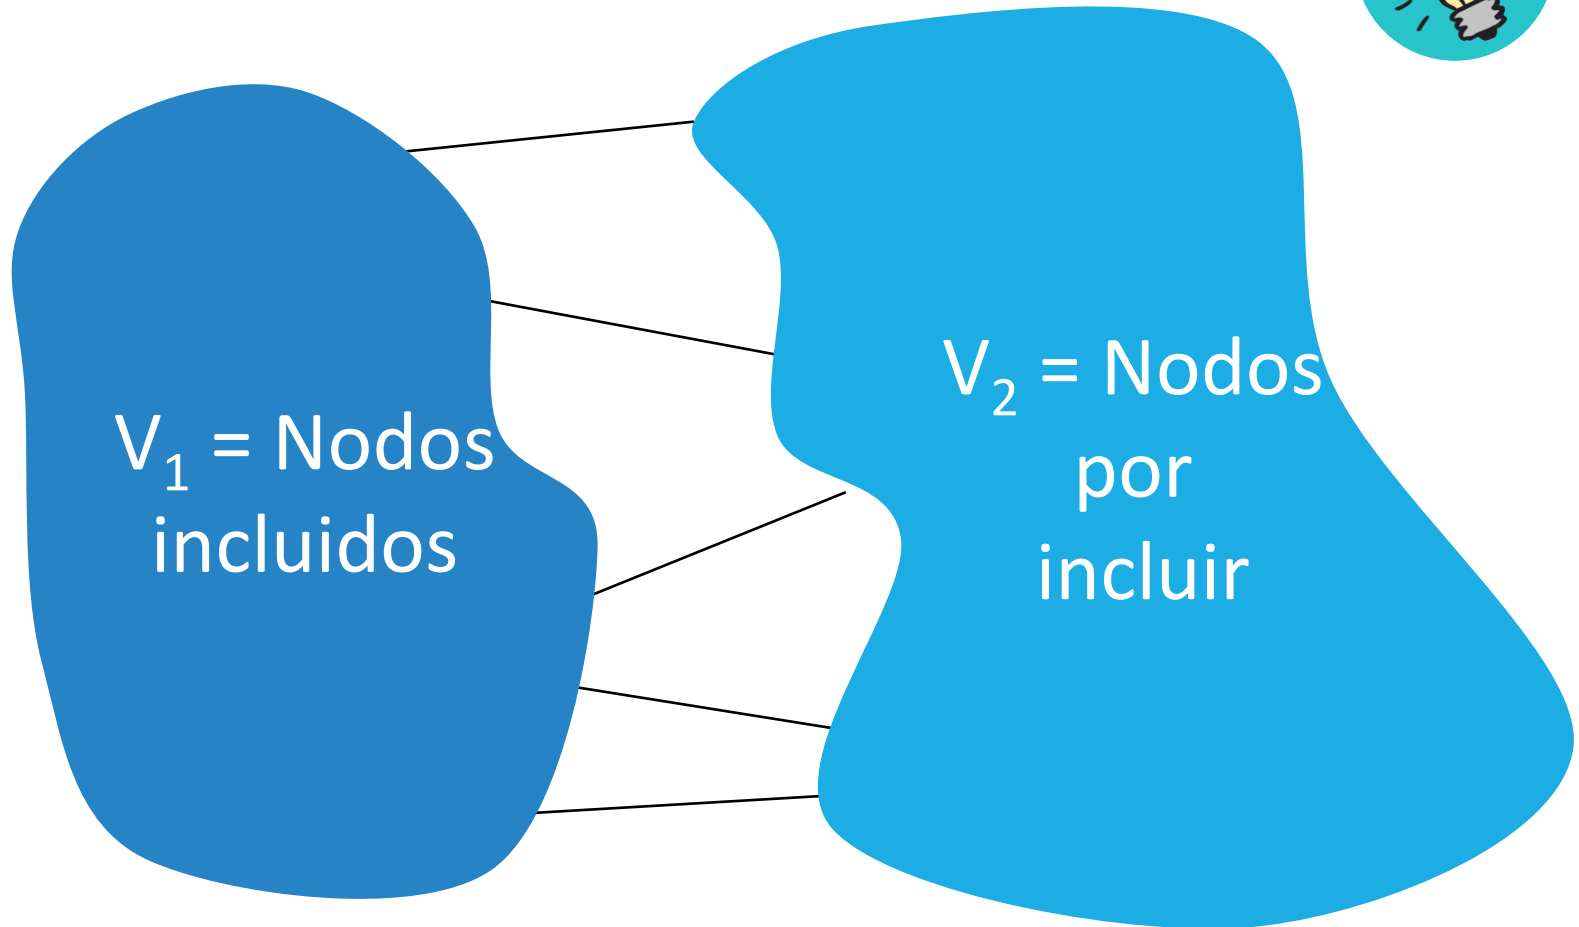 V₁ = Nodos
incluidos
V₂ = Nodos
por
incluir